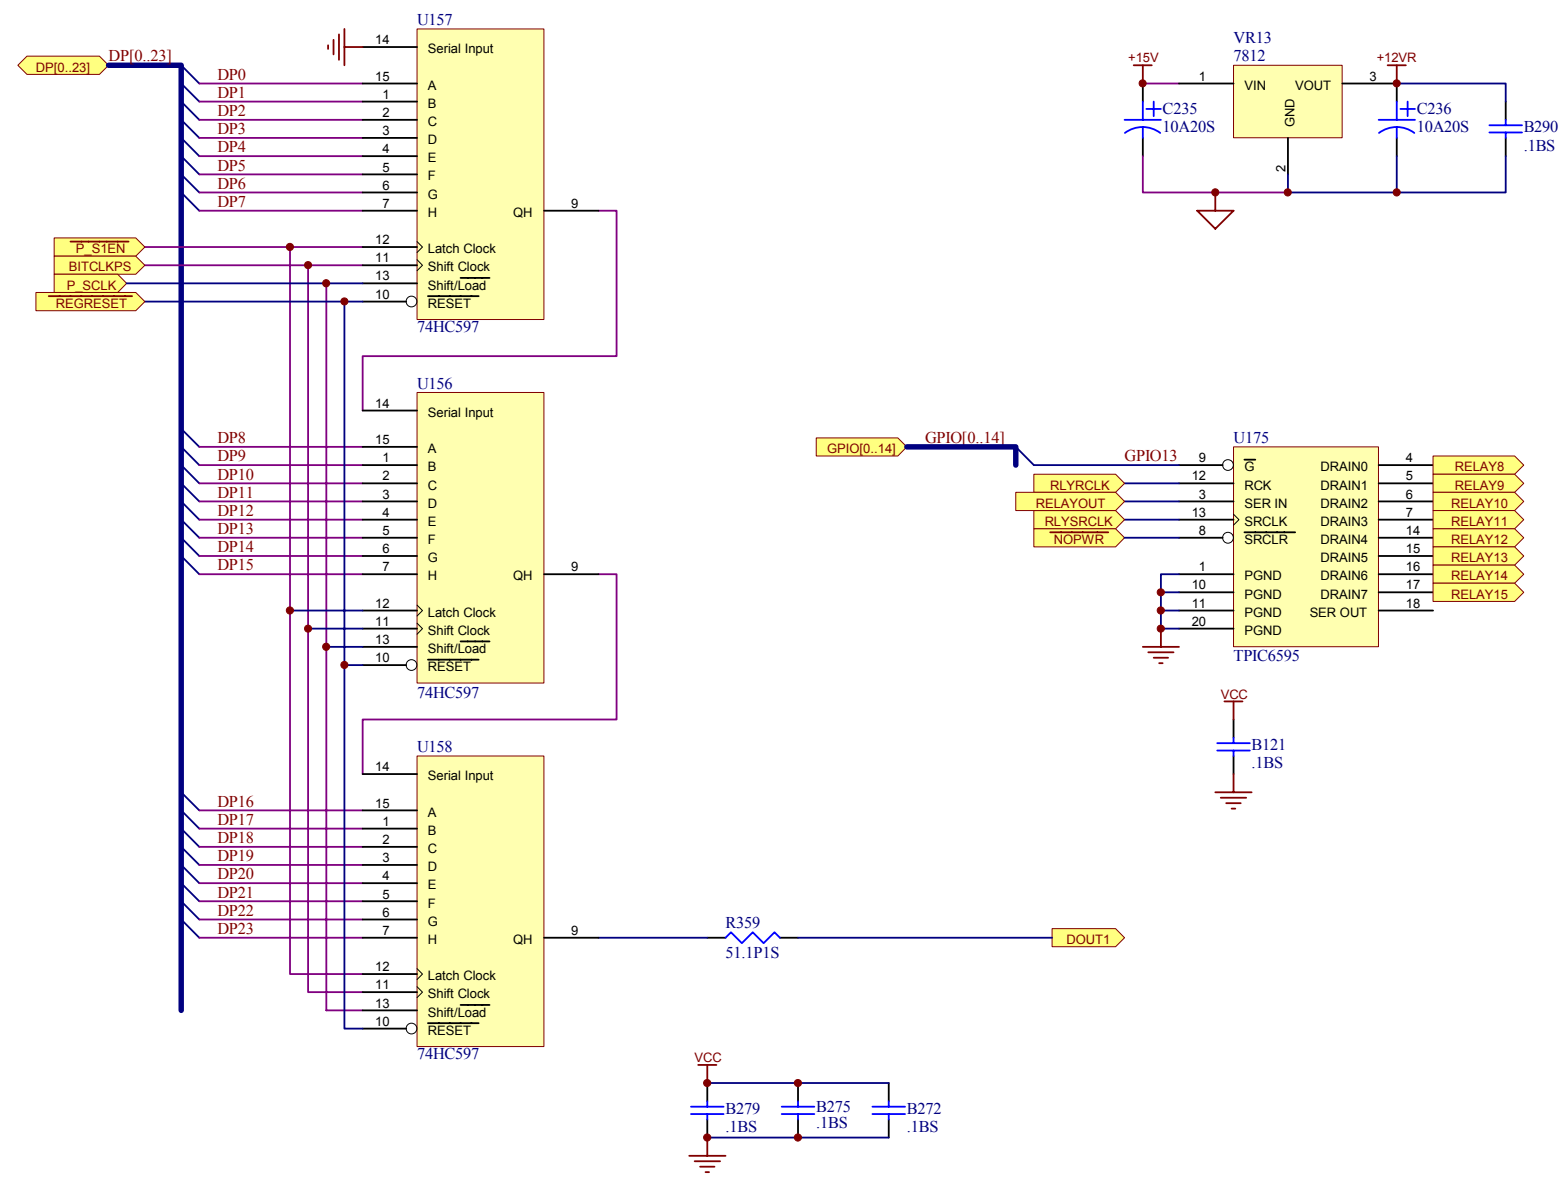 U157
14 Serial Input
DP[0..23] DP[0..23]
DP0 15 A
DP1 1 B
DP2 2 C
DP3 3 D
DP4 4 E
DP5 5 F
DP6 6 G
DP7 7 H QH 9
P_S1EN 12 Latch Clock
BITCLKPS 11 Shift Clock
P_SCLK 13 Shift/Load
REGRESET 10 RESET
74HC597
U156
14 Serial Input
DP8 15 A
DP9 1 B
DP10 2 C
DP11 3 D
DP12 4 E
DP13 5 F
DP14 6 G
DP15 7 H QH 9
12 Latch Clock
11 Shift Clock
13 Shift/Load
10 RESET
74HC597
U158
14 Serial Input
DP16 15 A
DP17 1 B
DP18 2 C
DP19 3 D
DP20 4 E
DP21 5 F
DP22 6 G
DP23 7 H QH 9
R359
51.1P1S
DOUT1
12 Latch Clock
11 Shift Clock
13 Shift/Load
10 RESET
74HC597
VCC
B279 B275 B272
.1BS .1BS .1BS
VR13
7812
+15V +12VR
1 VIN VOUT 3
GND
2
C235
10A20S
C236
10A20S
B290
.1BS
U175
GPIO[0..14] GPIO[0..14]
GPIO13 9 G DRAIN0 4 RELAY8
RLYRCLK 12 RCK DRAIN1 5 RELAY9
RELAYOUT 3 SER IN DRAIN2 6 RELAY10
RLYSRCLK 13 SRCLK DRAIN3 7 RELAY11
NOPWR 8 SRCLR DRAIN4 14 RELAY12
DRAIN5 15 RELAY13
1 PGND DRAIN6 16 RELAY14
10 PGND DRAIN7 17 RELAY15
11 PGND SER OUT 18
20 PGND
TPIC6595
VCC
B121
.1BS